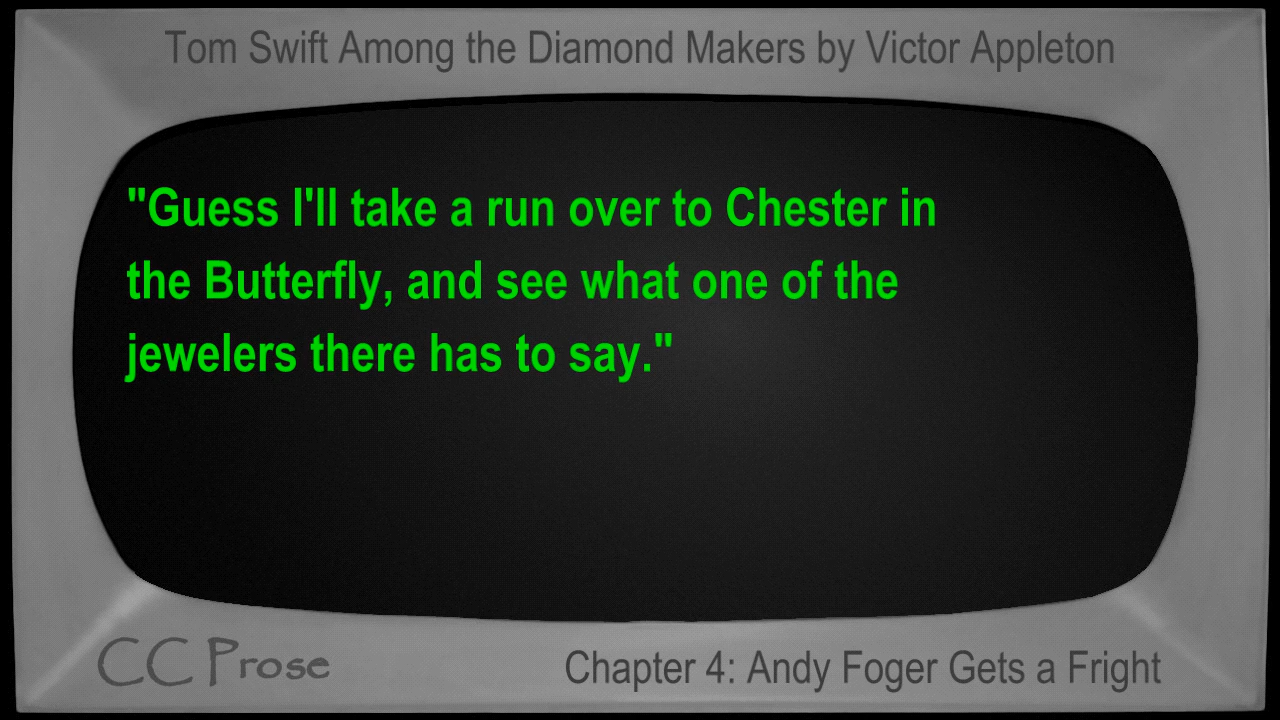 Tom Swift Among the Diamond Makers by Victor Appleton
"Guess I'll take a run over to Chester in
the Butterfly, and see what one of the
jewelers there has to say."
CC Prose
Chapter 4: Andy Foger Gets a Fright